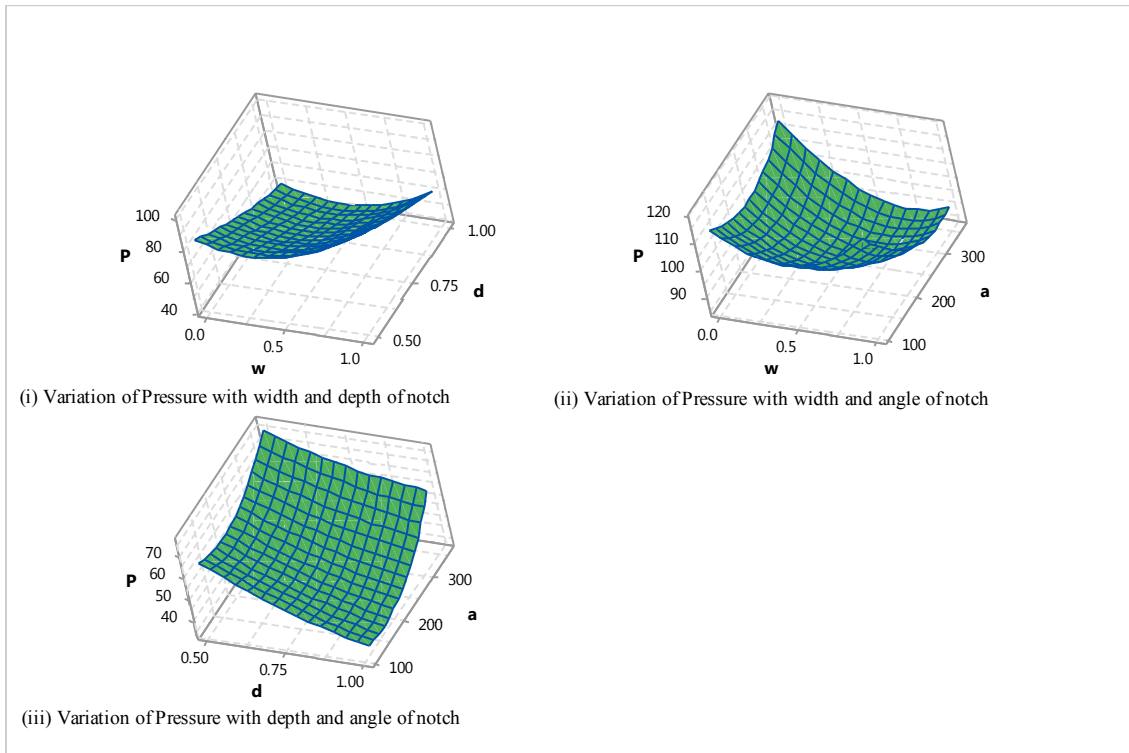 100
80
P
60
40
0.0
0.5
1.0
w
0.50
0.75
d
1.00
(i) Variation of Pressure with width and depth of notch
120
110
P
100
90
0.0
0.5
1.0
w
100
200
a
300
(ii) Variation of Pressure with width and angle of notch
70
P
60
50
40
0.50
0.75
1.00
d
100
200
a
300
(iii) Variation of Pressure with depth and angle of notch